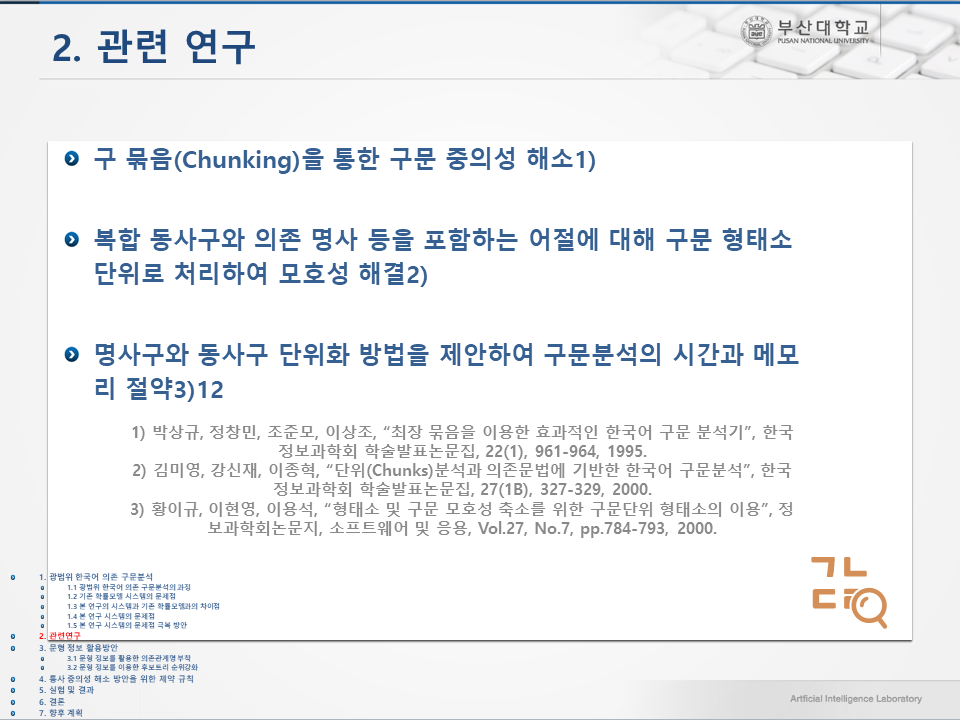 2. 관련 연구
부산대학교
PUSAN NATIONAL UNIVERSITY
구 묶음(Chunking)을 통한 구문 중의성 해소1)
복합 동사구와 의존 명사 등을 포함하는 어절에 대해 구문 형태소
단위로 처리하여 모호성 해결2)
명사구와 동사구 단위화 방법을 제안하여 구문분석의 시간과 메모
리 절약3)12
1) 박상규, 정창민, 조준모, 이상조, “최장 묶음을 이용한 효과적인 한국어 구문 분석기”, 한국
정보과학회 학술발표논문집, 22(1), 961-964, 1995.
2) 김미영, 강신재, 이종혁, “단위(Chunks)분석과 의존문법에 기반한 한국어 구문분석”, 한국
정보과학회 학술발표논문집, 27(1B), 327-329, 2000.
3) 황이규, 이현영, 이용석, “형태소 및 구문 모호성 축소를 위한 구문단위 형태소의 이용”, 정
보과학회논문지, 소프트웨어 및 응용, Vol.27, No.7, pp.784-793, 2000.
1. 광범위 한국어 의존 구문분석
1.1 광범위 한국어 의존 구문분석의 과정
1.2 기존 확률모델 시스템의 문제점
1.3 본 연구의 시스템과 기존 확률모델과의 차이점
1.4 본 연구 시스템의 문제점
1.5 본 연구 시스템의 문제점 극복 방안
2. 관련연구
3. 문형 정보 활용방안
3.1 문형 정보를 활용한 의존관계명 부착
3.2 문형 정보를 이용한 후보트리 순위강화
4. 통사 중의성 해소 방안을 위한 제약 규칙
5. 실험 및 결과
6. 결론
7. 향후 계획
Artificial Intelligence Laboratory